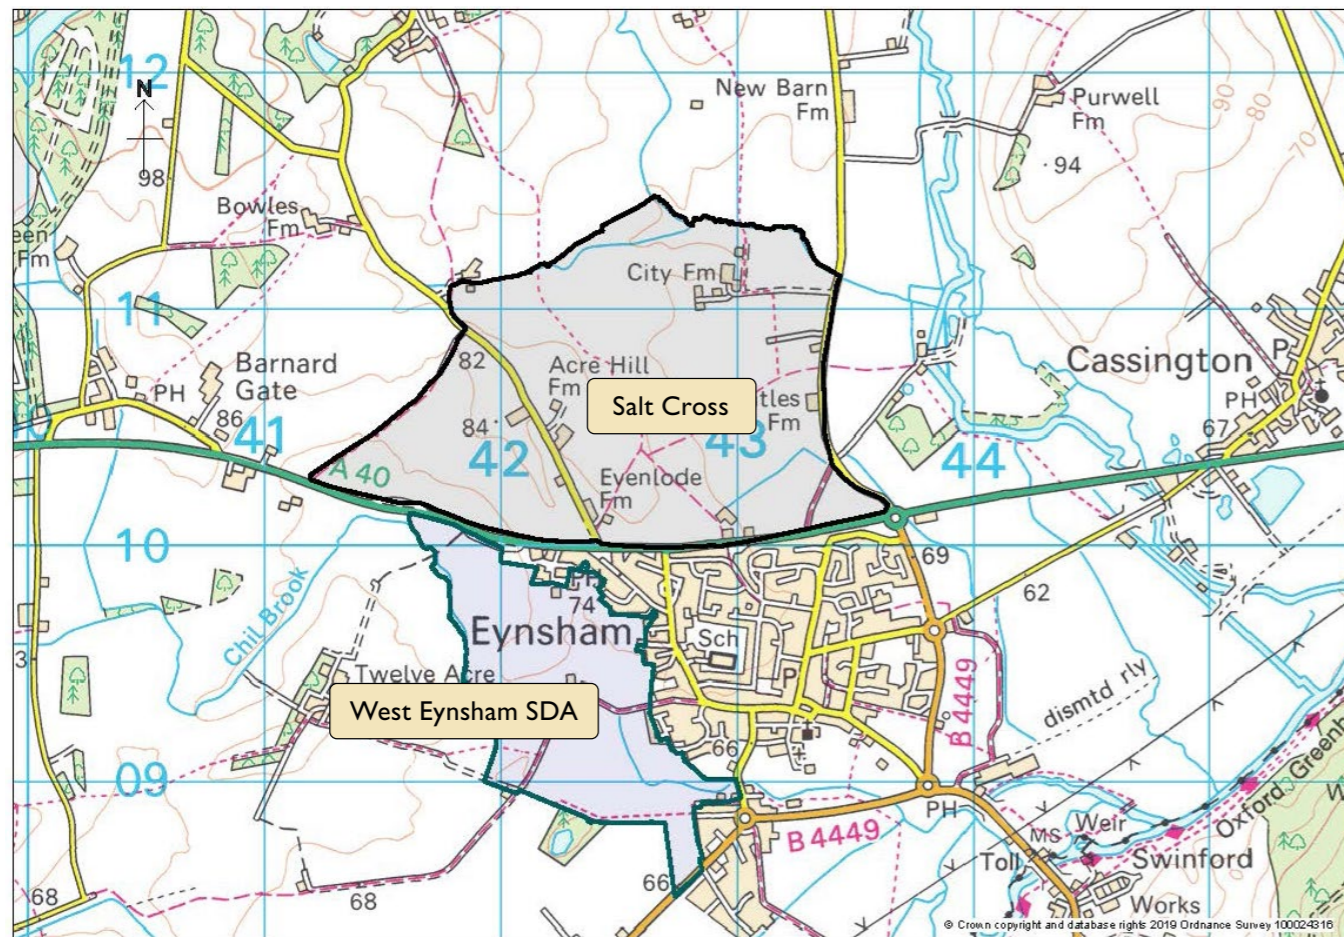 12
N
New Barn
Fm
Purwell
Fm
90
80
70
94
98
Bowles
Fm
een
Fm
City Fm
11
82
Acre Hill
Fm
Barnard
Gate
Cassington
P
PH
PH
Salt Cross
tles
Fm
86
84
67
41
42
43
44
A 40
Evenlode
Fm
10
69
Chil Brook
74
62
Eynsham
Sch
3
Twelve Acre
P
B 4449
dismtd rly
West Eynsham SDA
66
09
PH
B 4449
MS
Weir
Toll
Swinford
Oxford Green
W
66
68
68
Works
© Crown copyright and database rights 2019 Ordnance Survey 100024316